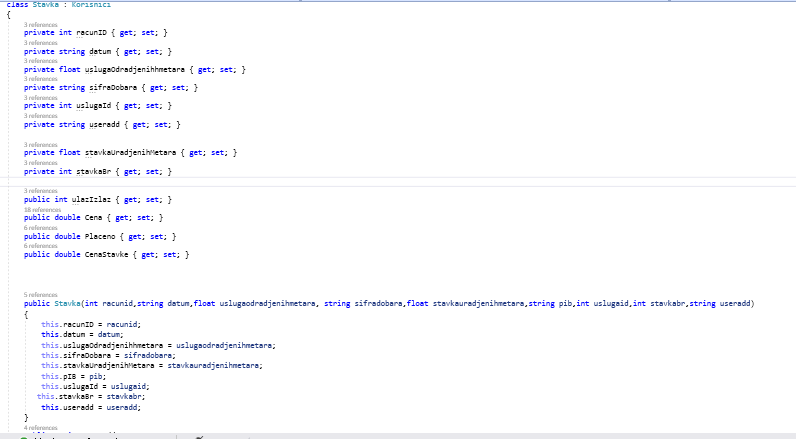 class Stavka : Korisnici
{
3 references
private int racunID { get; set; }
3 references
private string datum { get; set; }
3 references
private float uslugaOdradjenihhmetara { get; set; }
3 references
private string sifraDobara { get; set; }
3 references
private int uslugaId { get; set; }
3 references
private string useradd { get; set; }
3 references
private float stavkaUradjenihMetara { get; set; }
3 references
private int stavkaBr { get; set; }
3 references
public int ulazIzlaz { get; set; }
18 references
public double Cena { get; set; }
6 references
public double Placeno { get; set; }
6 references
public double CenaStavke { get; set; }
5 references
public Stavka(int racunid,string datum,float uslugaodradjenihmetara, string sifradobara,float stavkauradjenihmetara,string pib,int uslugaid,int stavkabr,string useradd)
{
this.racunID = racunid;
this.datum = datum;
this.uslugaOdradjenihhmetara = uslugaodradjenihmetara;
this.sifraDobara = sifradobara;
this.stavkaUradjenihMetara = stavkauradjenihmetara;
this.pIB = pib;
this.uslugaId = uslugaid;
this.stavkaBr = stavkabr;
this.useradd = useradd;
}
4 references